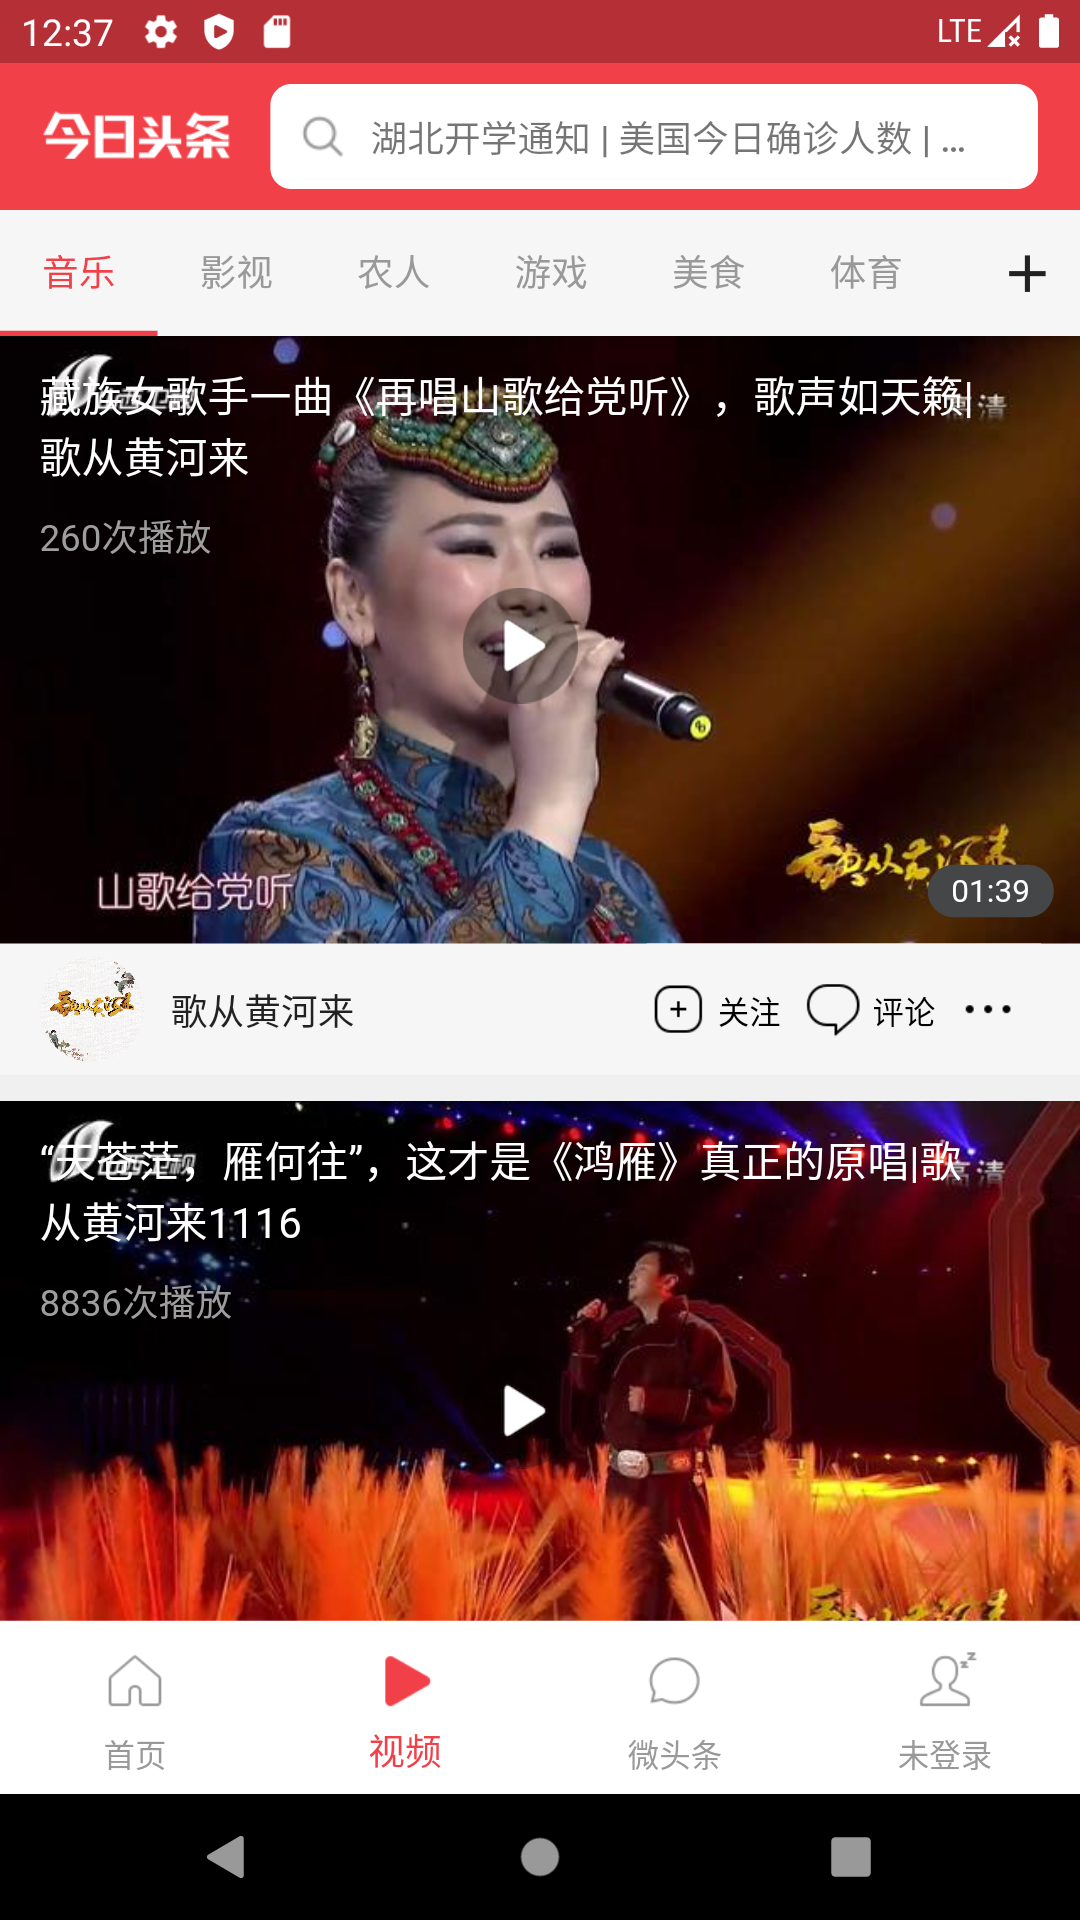 12:37
LTE
今日头条
湖北开学通知 | 美国今日确诊人数 | ...
音乐 影视 农人 游戏 美食 体育
藏族女歌手一曲《再唱山歌给党听》，歌声如天籁|
歌从黄河来
260次播放
山歌给党听
歌从黄河来
01:39
歌从黄河来
关注 评论
“天苍茫，雁何往”，这才是《鸿雁》真正的原唱|歌
从黄河来1116
8836次播放
首页 视频 微头条 未登录